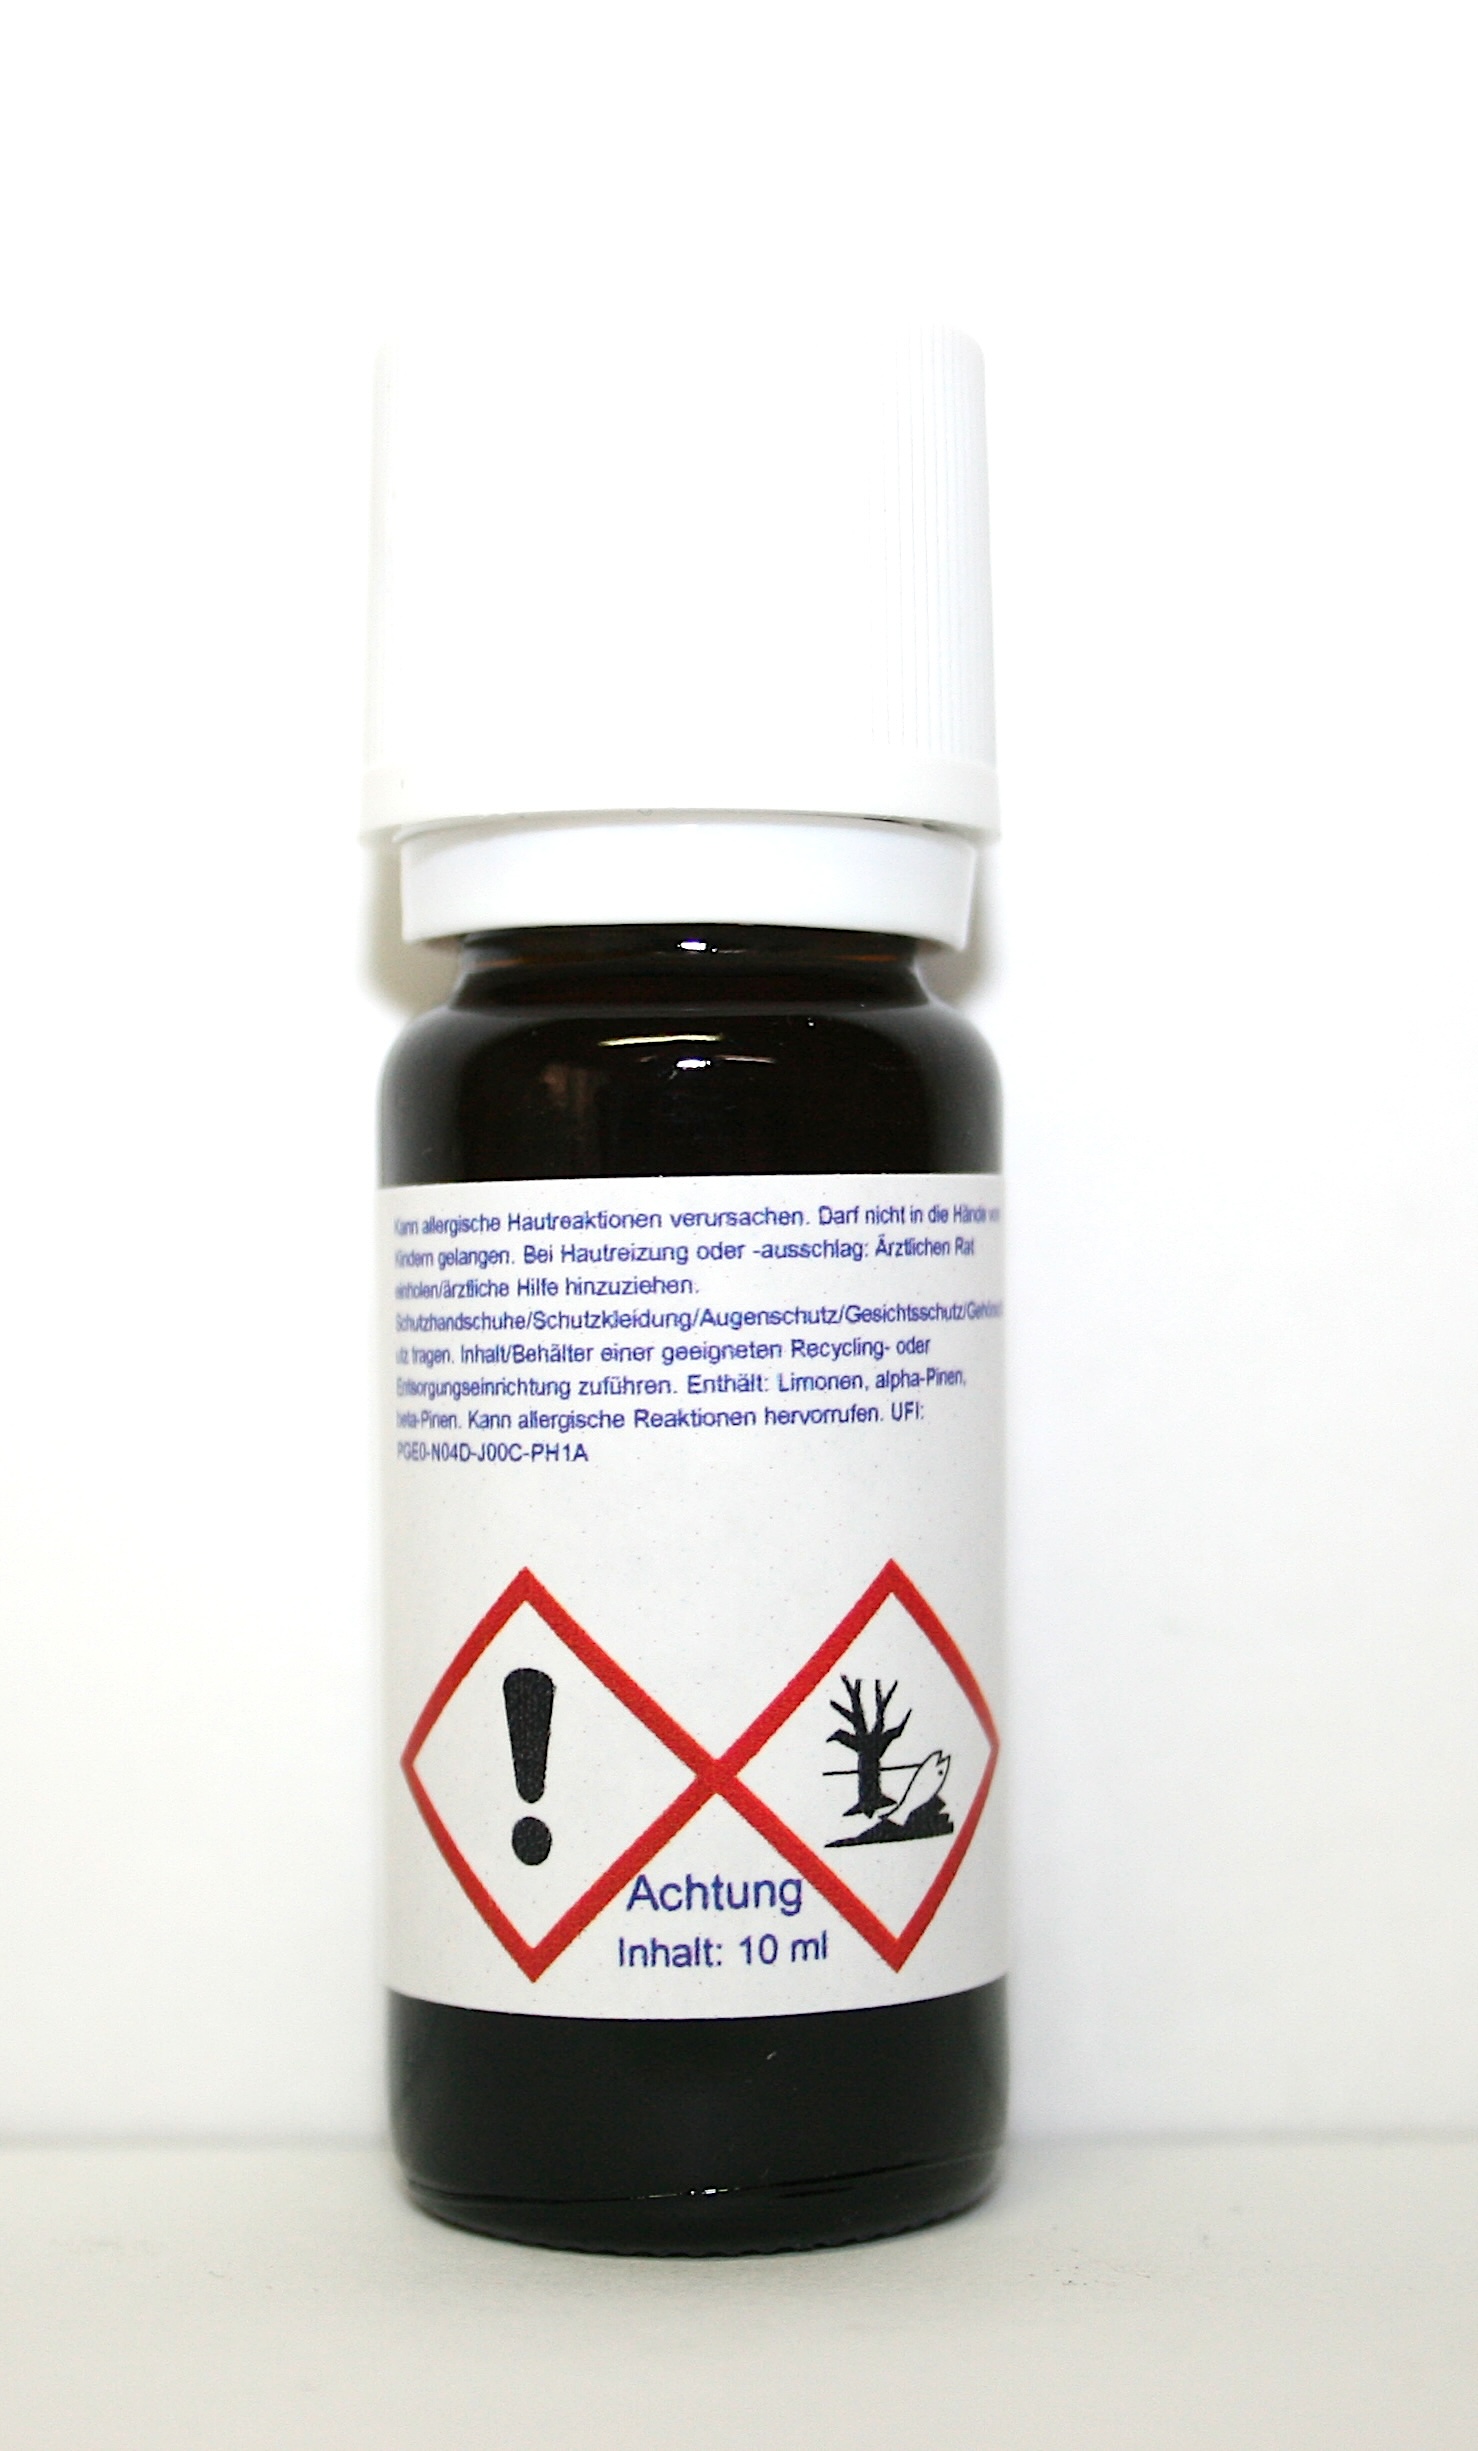 Kann allergische Hautreaktionen verursachen. Darf nicht in die Hände von
Kindern gelangen. Bei Hautreizung oder -ausschlag: Ärztlichen Rat
einholen/ärztliche Hilfe hinzuziehen.
Schutzhandschuhe/Schutzkleidung/Augenschutz/Gesichtsschutz/Gehörsch
utz tragen. Inhalt/Behälter einer geeigneten Recycling- oder
Entsorgungseinrichtung zuführen. Enthält: Limonen, alpha-Pinen,
beta-Pinen. Kann allergische Reaktionen hervorrufen. UFI:
PGE0-N04D-J00C-PH1A
Achtung
Inhalt: 10 ml